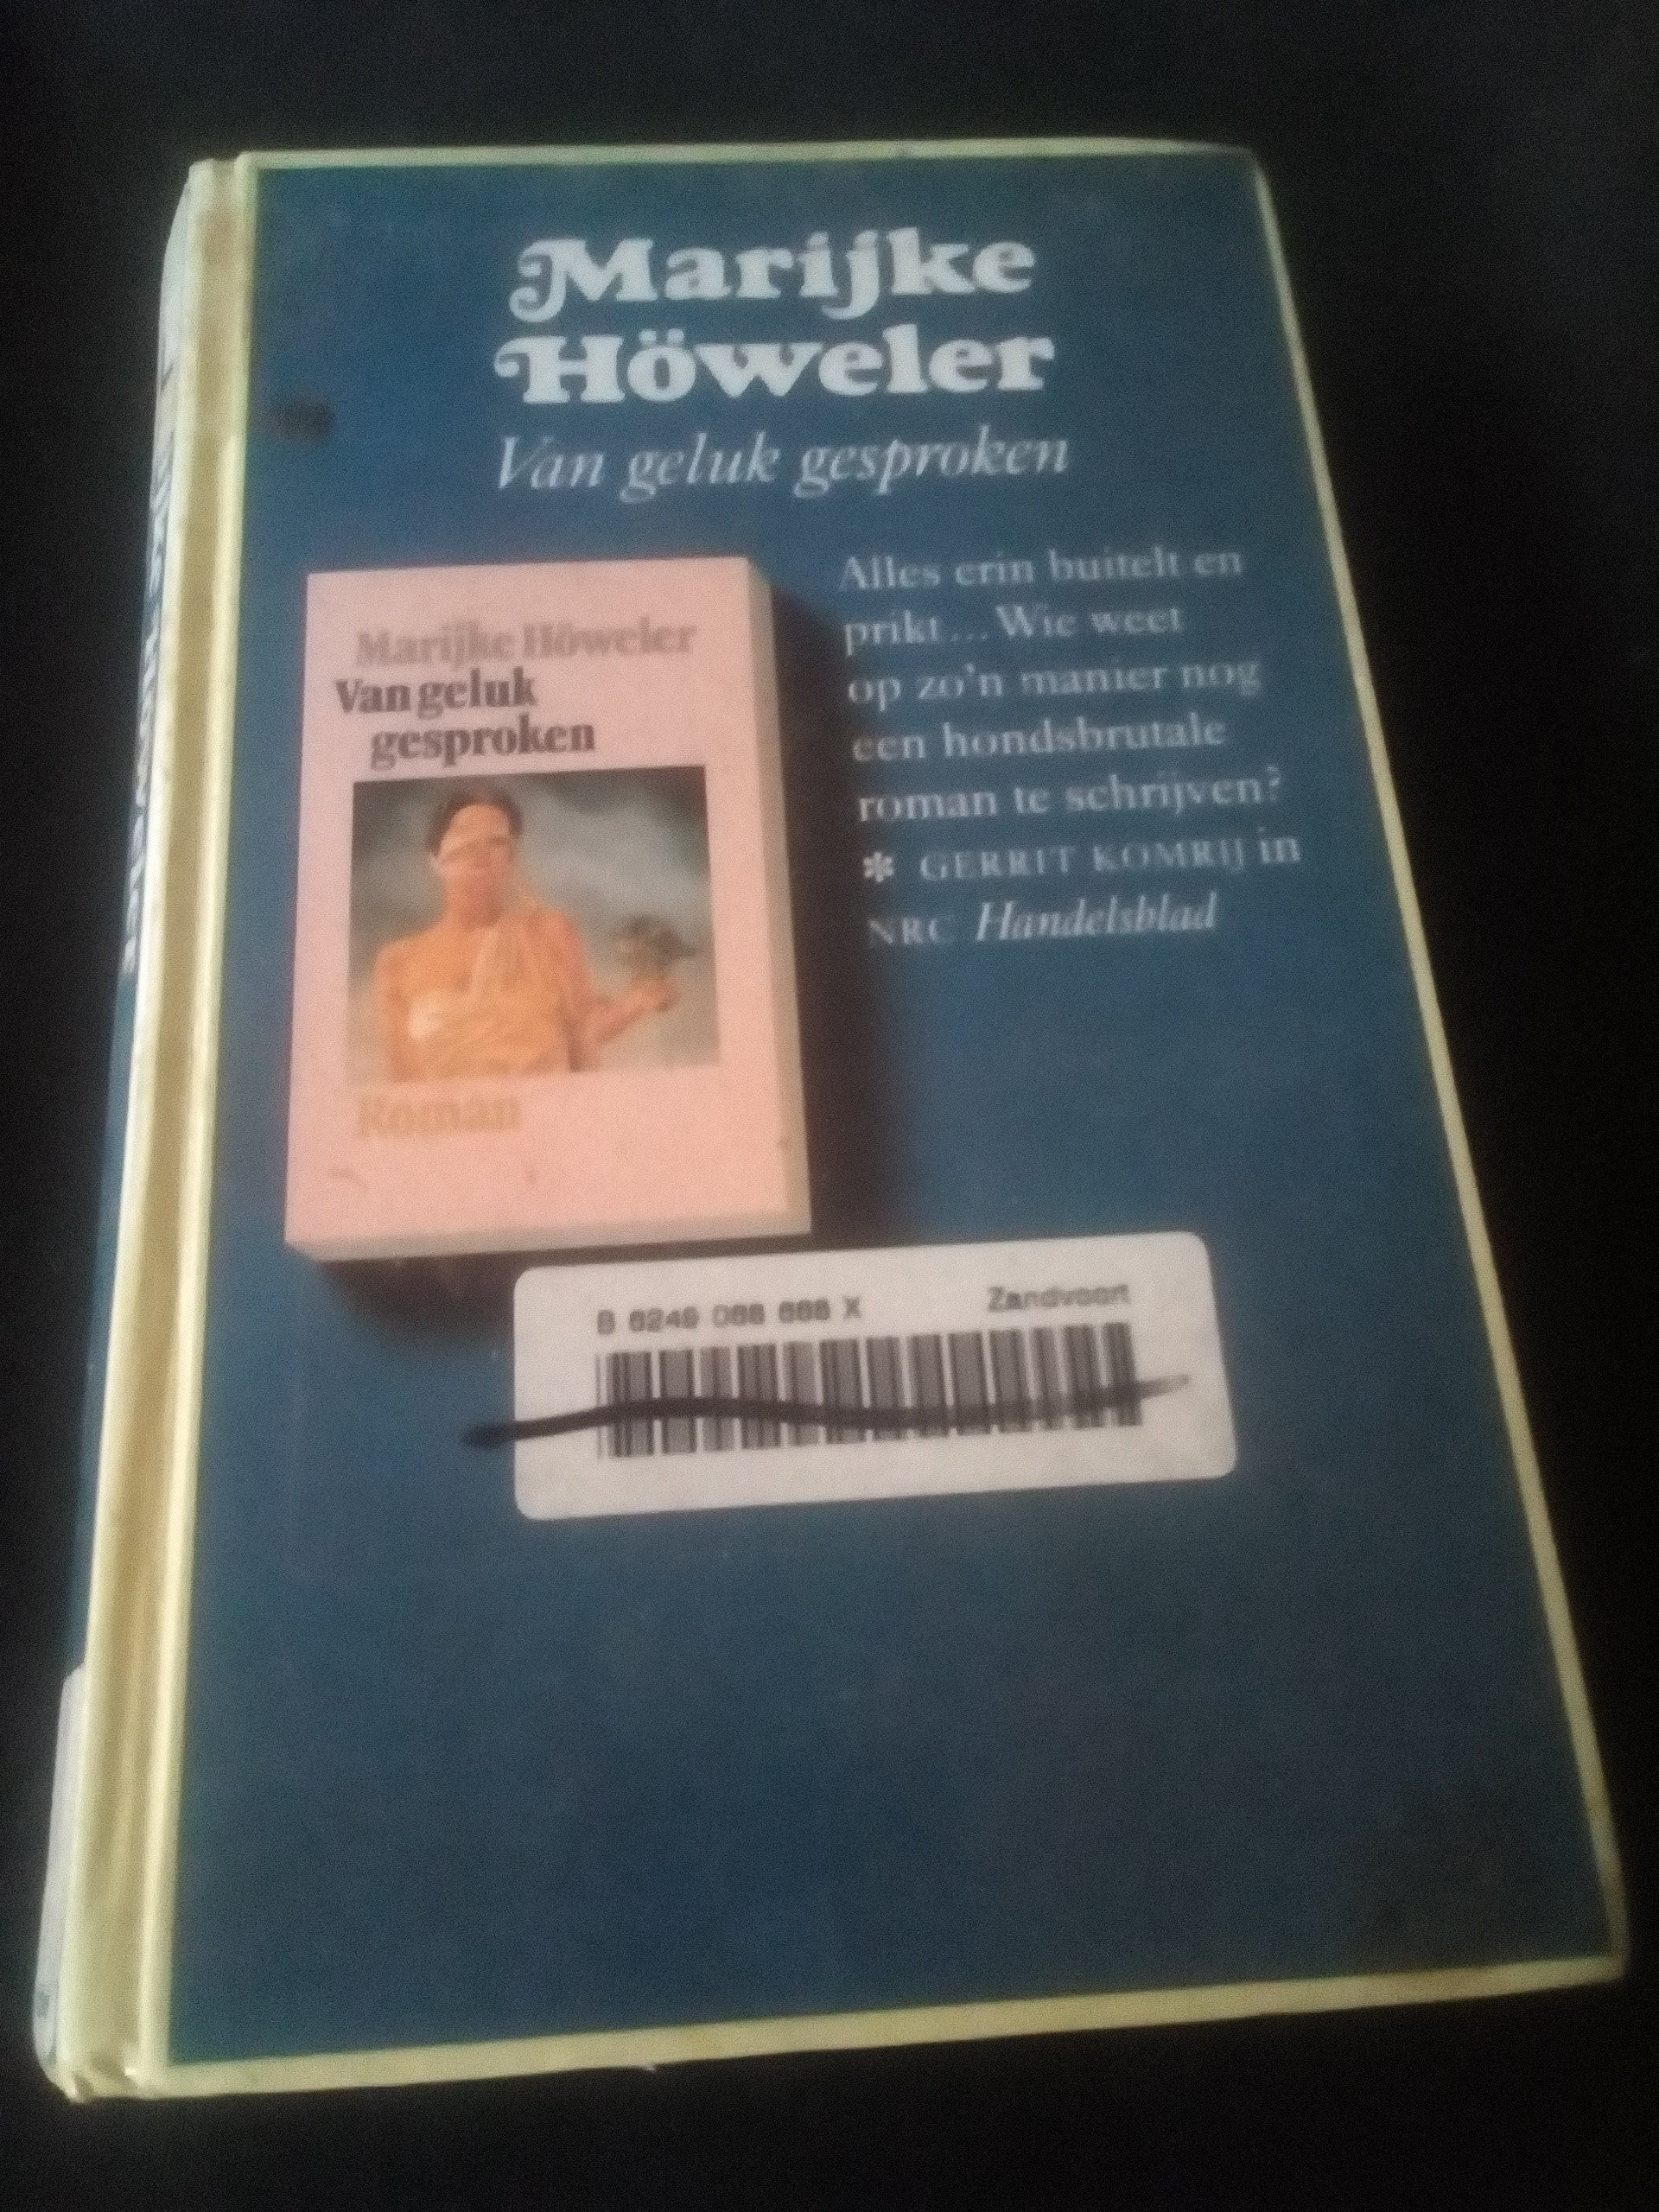 Marijke
Höweler
Van geluk gesproken
Marijke Höweler
Van geluk
gesproken
Roman
Alles erin buitelt en
prikt... Wie weet
op zo'n manier nog
een hondsbrutale
roman te schrijven?
* GERRIT KOMRIJ in
NRC Handelsblad
Zandvoort